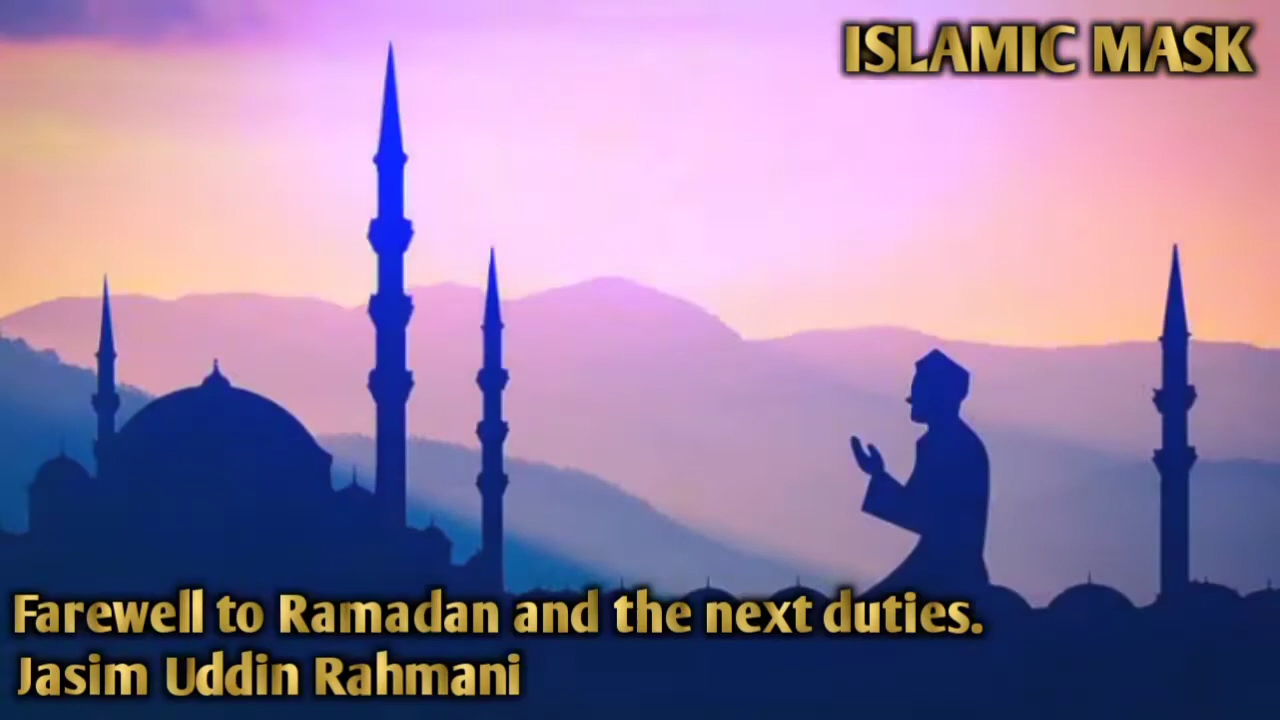 ISLAMIC MASK
Farewell to Ramadan and the next duties.
Jasim Uddin Rahmani